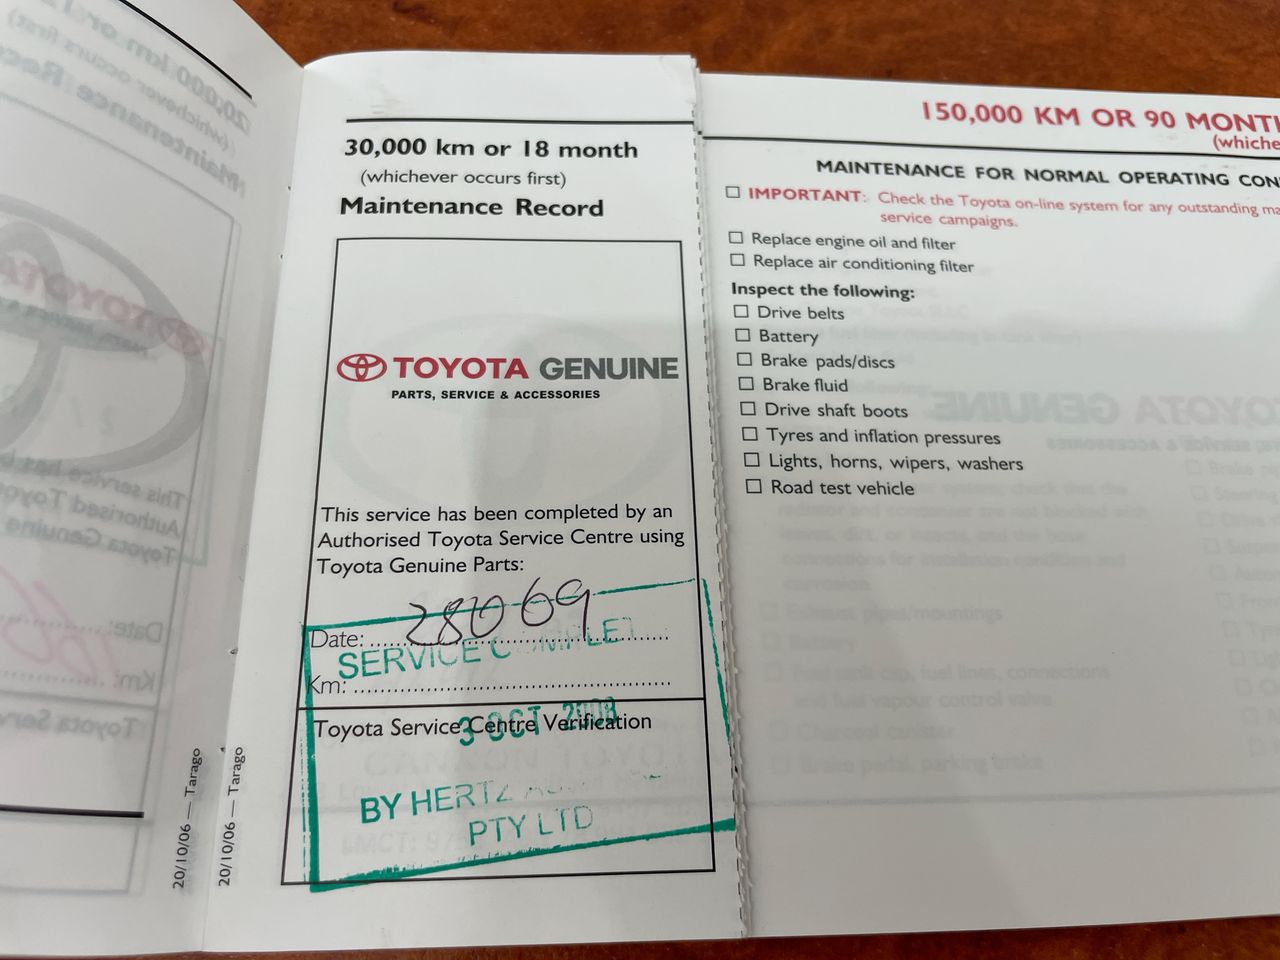 30,000 km or 18 month
(whichever occurs first)
Maintenance Record
TOYOTA GENUINE
PARTS, SERVICE & ACCESSORIES
This service has been completed by an
Authorised Toyota Service Centre using
Toyota Genuine Parts:
Date: 28069
SERVICE
Km:
Toyota Service Centre Verification
3 OCT 2008
BY HERTZ
PTY LTD
20/10/06 — Tarago
20/10/06 — Tarago
150,000 KM OR 90
(whiche
MAINTENANCE FOR NORMAL OPERATING
IMPORTANT: Check the Toyota on-line system for any outstanding
service campaigns.
Replace engine oil and filter
Replace air conditioning filter
Inspect the following:
Drive belts
Battery
Brake pads/discs
Brake fluid
Drive shaft boots
Tyres and inflation pressures
Lights, horns, wipers, washers
Road test vehicle